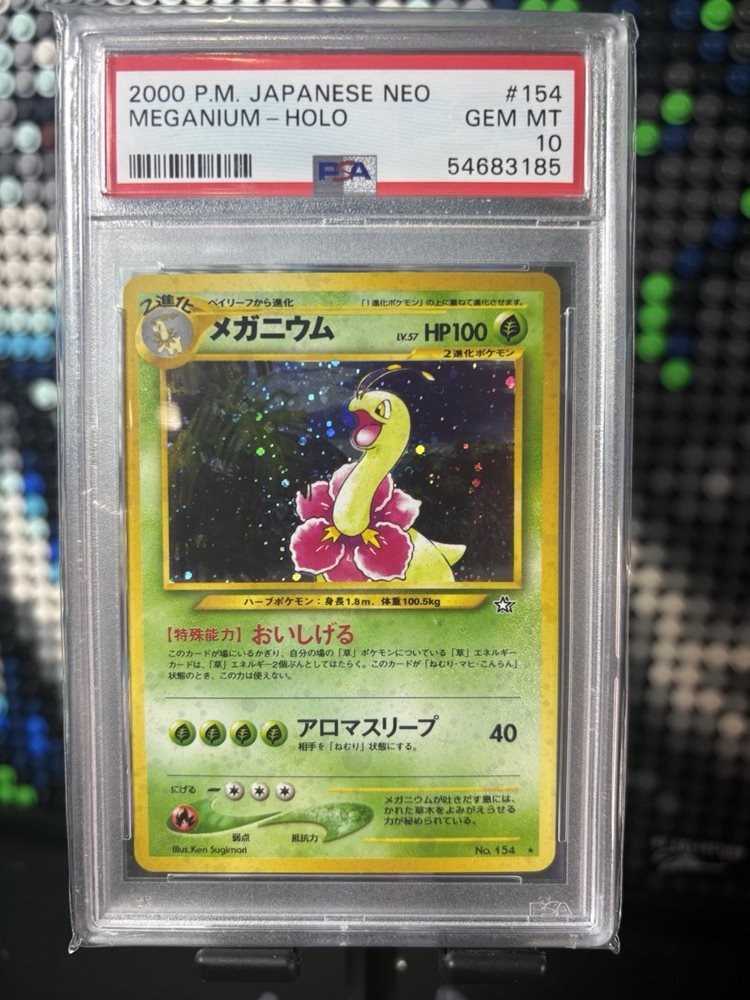 2000 P.M. JAPANESE NEO #154
MEGANIUM - HOLO GEM MT
10
PSA 54683185
2進化 ベイリーフから進化 「1進化ポケモン」の上に重ねて進化させます。
メガニウム LV.57 HP100
2進化ポケモン
ハーブポケモン：身長1.8m、体重100.5kg
【特殊能力】おいしげる
このカードが場にいるかぎり、自分の場の「草」ポケモンについている「草」エネルギー
カードは、「草」エネルギー2個ぶんとしてはたらく。このカードが「ねむり・マヒ・こんらん」
状態のとき、この力は使えない。
アロマスリープ 40
相手を「ねむり」状態にする。
にげる
弱点 抵抗力
メガニウムが吐きだす息には、
かれた草木をよみがえらせる
力が秘められている。
Illus.Ken Sugimori No. 154 ★
PSA